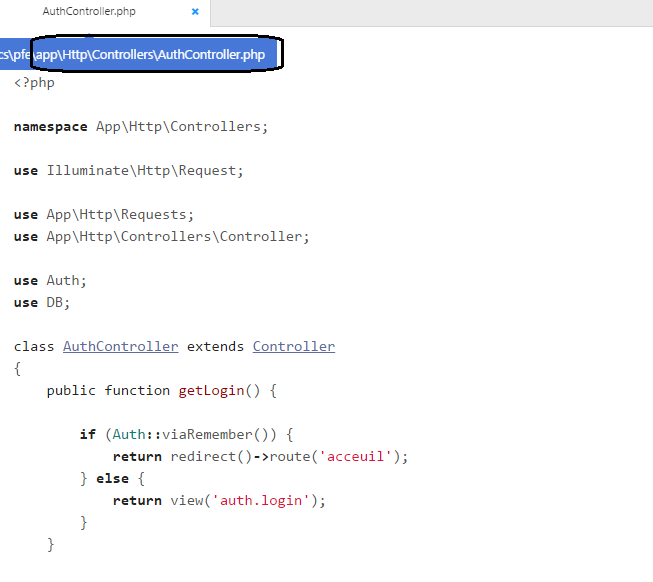 AuthController.php ×
cs\pfe\app\Http\Controllers\AuthController.php
<?php
namespace App\Http\Controllers;
use Illuminate\Http\Request;
use App\Http\Requests;
use App\Http\Controllers\Controller;
use Auth;
use DB;
class AuthController extends Controller
{
    public function getLogin() {
        if (Auth::viaRemember()) {
            return redirect()->route('acceuil');
        } else {
            return view('auth.login');
        }
    }